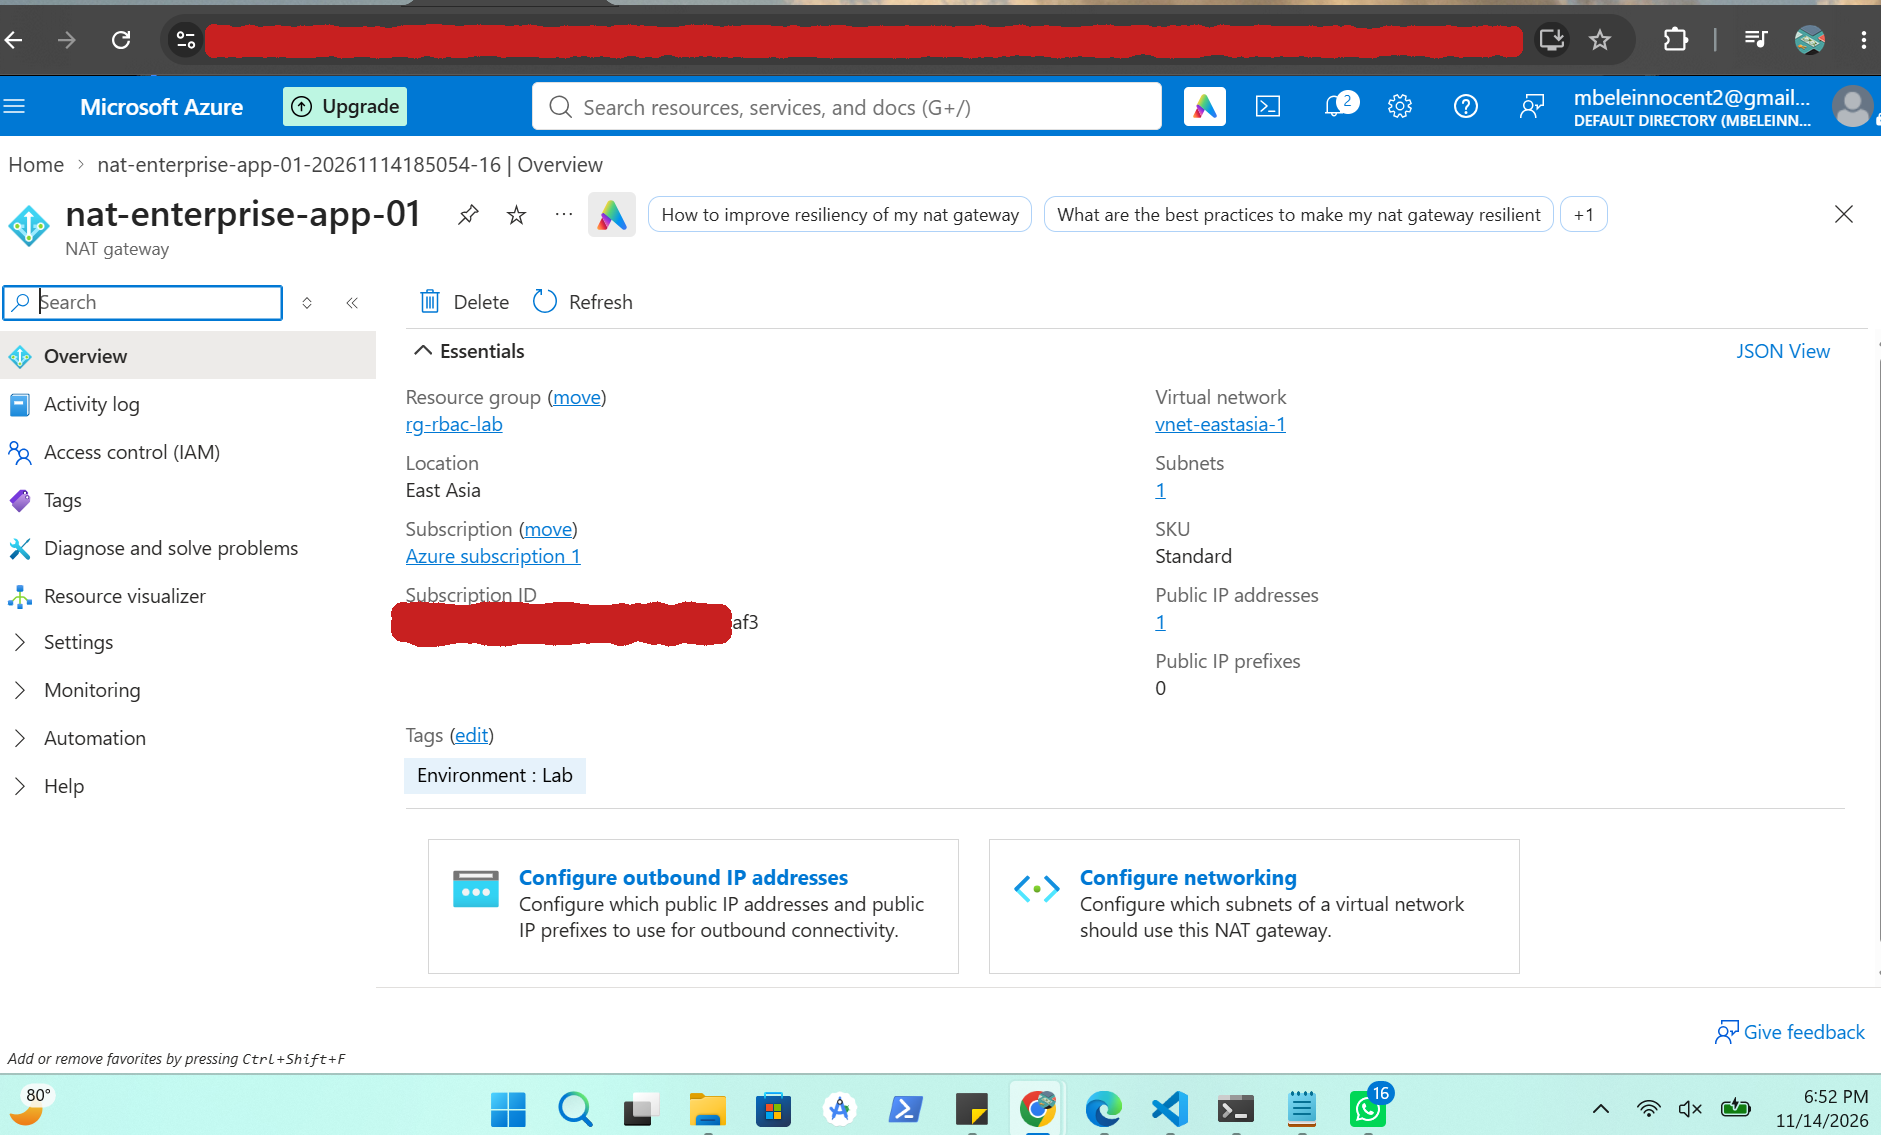 Microsoft Azure
Upgrade
Search resources, services, and docs (G+/)
2
mbeleinnocent2@gmail...
DEFAULT DIRECTORY (MBELEINN...
Home > nat-enterprise-app-01-20261114185054-16 | Overview
nat-enterprise-app-01
NAT gateway
How to improve resiliency of my nat gateway
What are the best practices to make my nat gateway resilient
+1
Search
Delete
Refresh
Overview
Activity log
Access control (IAM)
Tags
Diagnose and solve problems
Resource visualizer
Settings
Monitoring
Automation
Help
Essentials
JSON View
Resource group (move)
rg-rbac-lab
Location
East Asia
Subscription (move)
Azure subscription 1
Subscription ID
af3
Virtual network
vnet-eastasia-1
Subnets
1
SKU
Standard
Public IP addresses
1
Public IP prefixes
0
Tags (edit)
Environment : Lab
Configure outbound IP addresses
Configure which public IP addresses and public
IP prefixes to use for outbound connectivity.
Configure networking
Configure which subnets of a virtual network
should use this NAT gateway.
Give feedback
Add or remove favorites by pressing Ctrl+Shift+F
80°
16
6:52 PM
11/14/2026